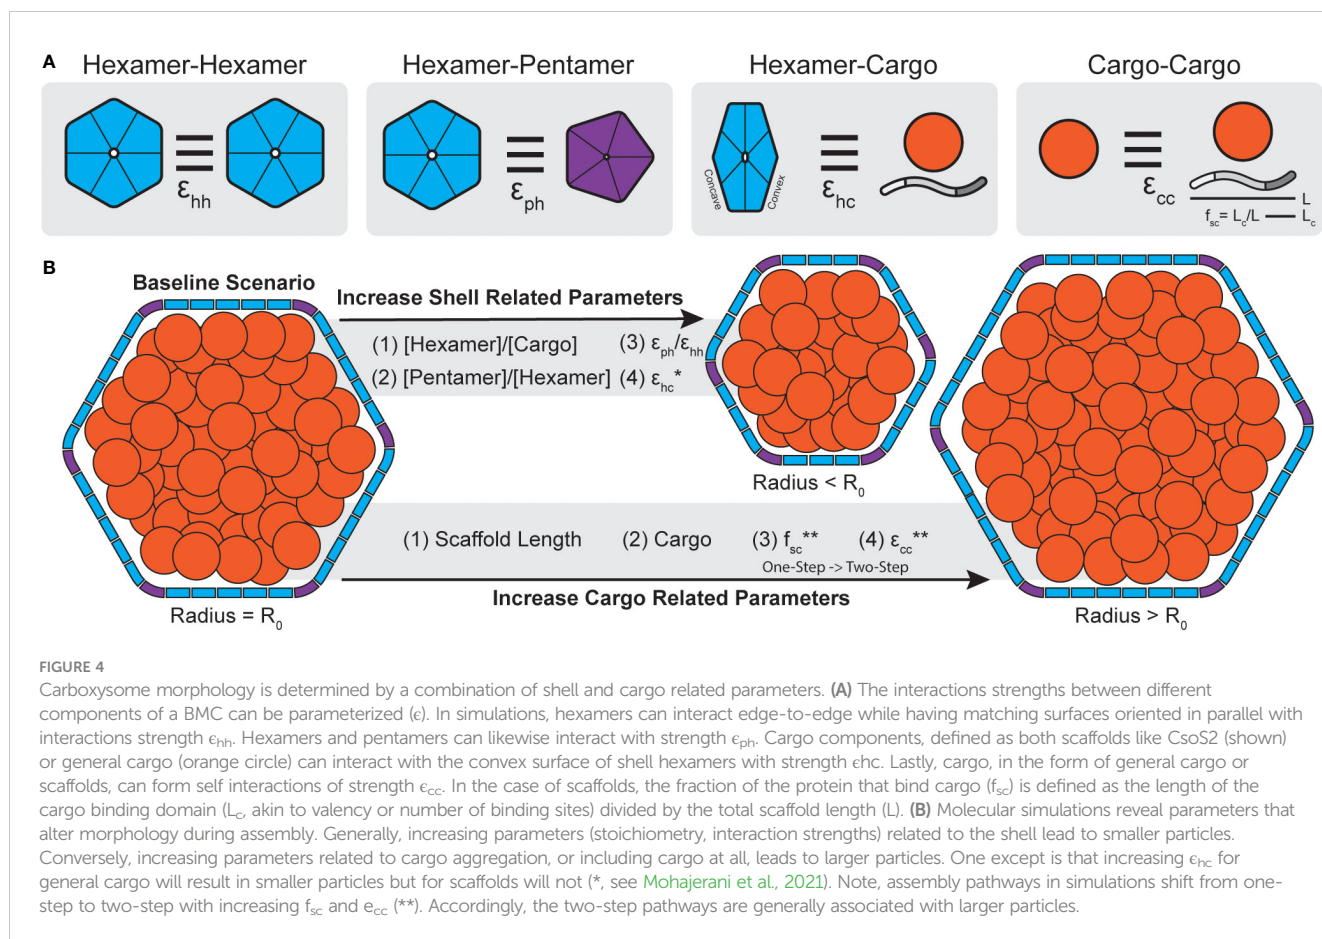 A
Hexamer-Hexamer
Hexamer-Pentamer
Hexamer-Cargo
Cargo-Cargo
εhh
εph
Concave
Convex
εhc
εcc
L
fsc= Lc/L
Lc
B
Baseline Scenario
Increase Shell Related Parameters
(1) [Hexamer]/[Cargo] (3) εph/εhh
(2) [Pentamer]/[Hexamer] (4) εhc*
Radius < R0
(1) Scaffold Length (2) Cargo (3) fsc** (4) εcc**
One-Step -> Two-Step
Increase Cargo Related Parameters
Radius = R0
Radius > R0
FIGURE 4
Carboxysome morphology is determined by a combination of shell and cargo related parameters. (A) The interactions strengths between different
components of a BMC can be parameterized (ϵ). In simulations, hexamers can interact edge-to-edge while having matching surfaces oriented in parallel with
interactions strength ϵhh. Hexamers and pentamers can likewise interact with strength ϵph. Cargo components, defined as both scaffolds like CsoS2 (shown)
or general cargo (orange circle) can interact with the convex surface of shell hexamers with strength ϵhc. Lastly, cargo, in the form of general cargo or
scaffolds, can form self interactions of strength ϵcc. In the case of scaffolds, the fraction of the protein that bind cargo (fsc) is defined as the length of the
cargo binding domain (Lc, akin to valency or number of binding sites) divided by the total scaffold length (L). (B) Molecular simulations reveal parameters that
alter morphology during assembly. Generally, increasing parameters (stoichiometry, interaction strengths) related to the shell lead to smaller particles.
Conversely, increasing parameters related to cargo aggregation, or including cargo at all, leads to larger particles. One except is that increasing ϵhc for
general cargo will result in smaller particles but for scaffolds will not (*, see Mohajerani et al., 2021). Note, assembly pathways in simulations shift from one-
step to two-step with increasing fsc and ecc (**). Accordingly, the two-step pathways are generally associated with larger particles.